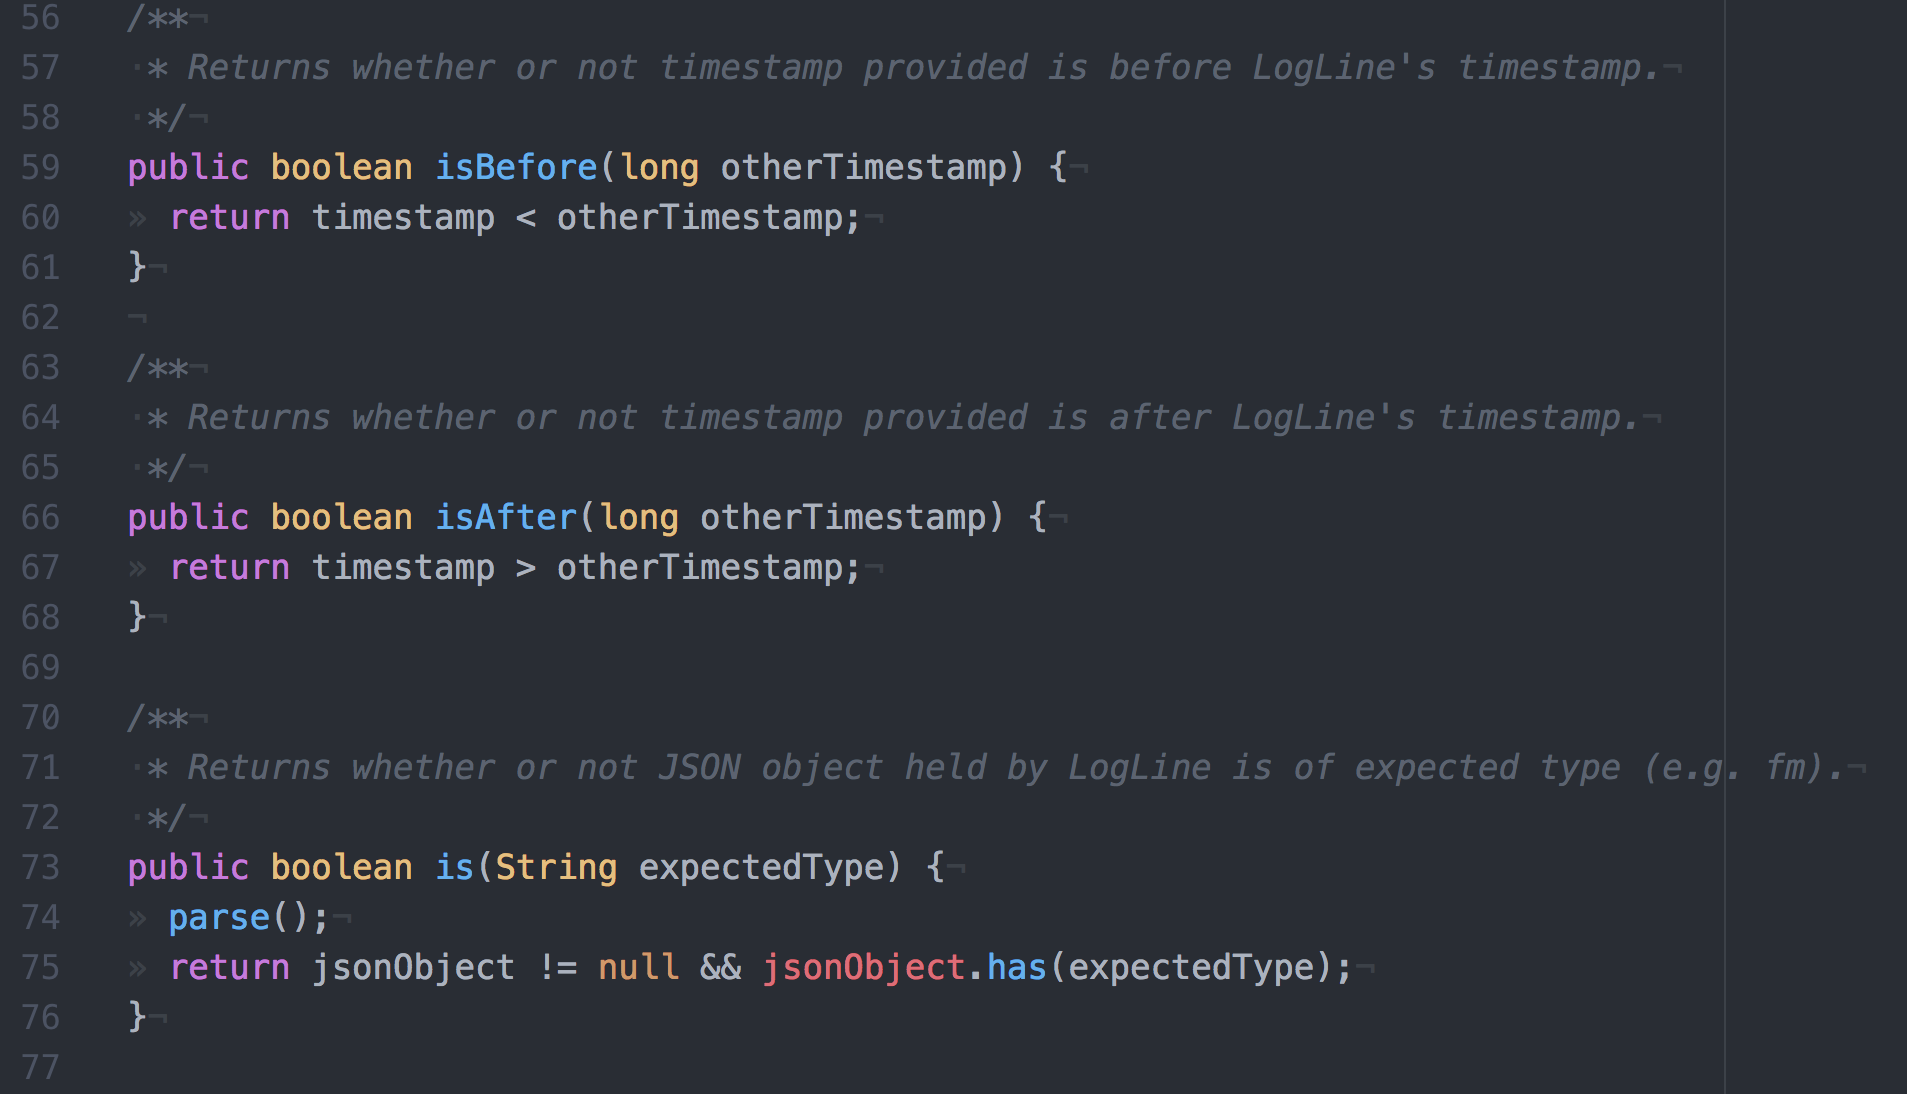 56 /**¬
57 ·* Returns whether or not timestamp provided is before LogLine's timestamp.¬
58 ·*/¬
59 public boolean isBefore(long otherTimestamp) {¬
60 » return timestamp < otherTimestamp;¬
61 }¬
62 ¬
63 /**¬
64 ·* Returns whether or not timestamp provided is after LogLine's timestamp.¬
65 ·*/¬
66 public boolean isAfter(long otherTimestamp) {¬
67 » return timestamp > otherTimestamp;¬
68 }¬
69
70 /**¬
71 ·* Returns whether or not JSON object held by LogLine is of expected type (e.g. fm).¬
72 ·*/¬
73 public boolean is(String expectedType) {¬
74 » parse();¬
75 » return jsonObject != null && jsonObject.has(expectedType);¬
76 }¬
77